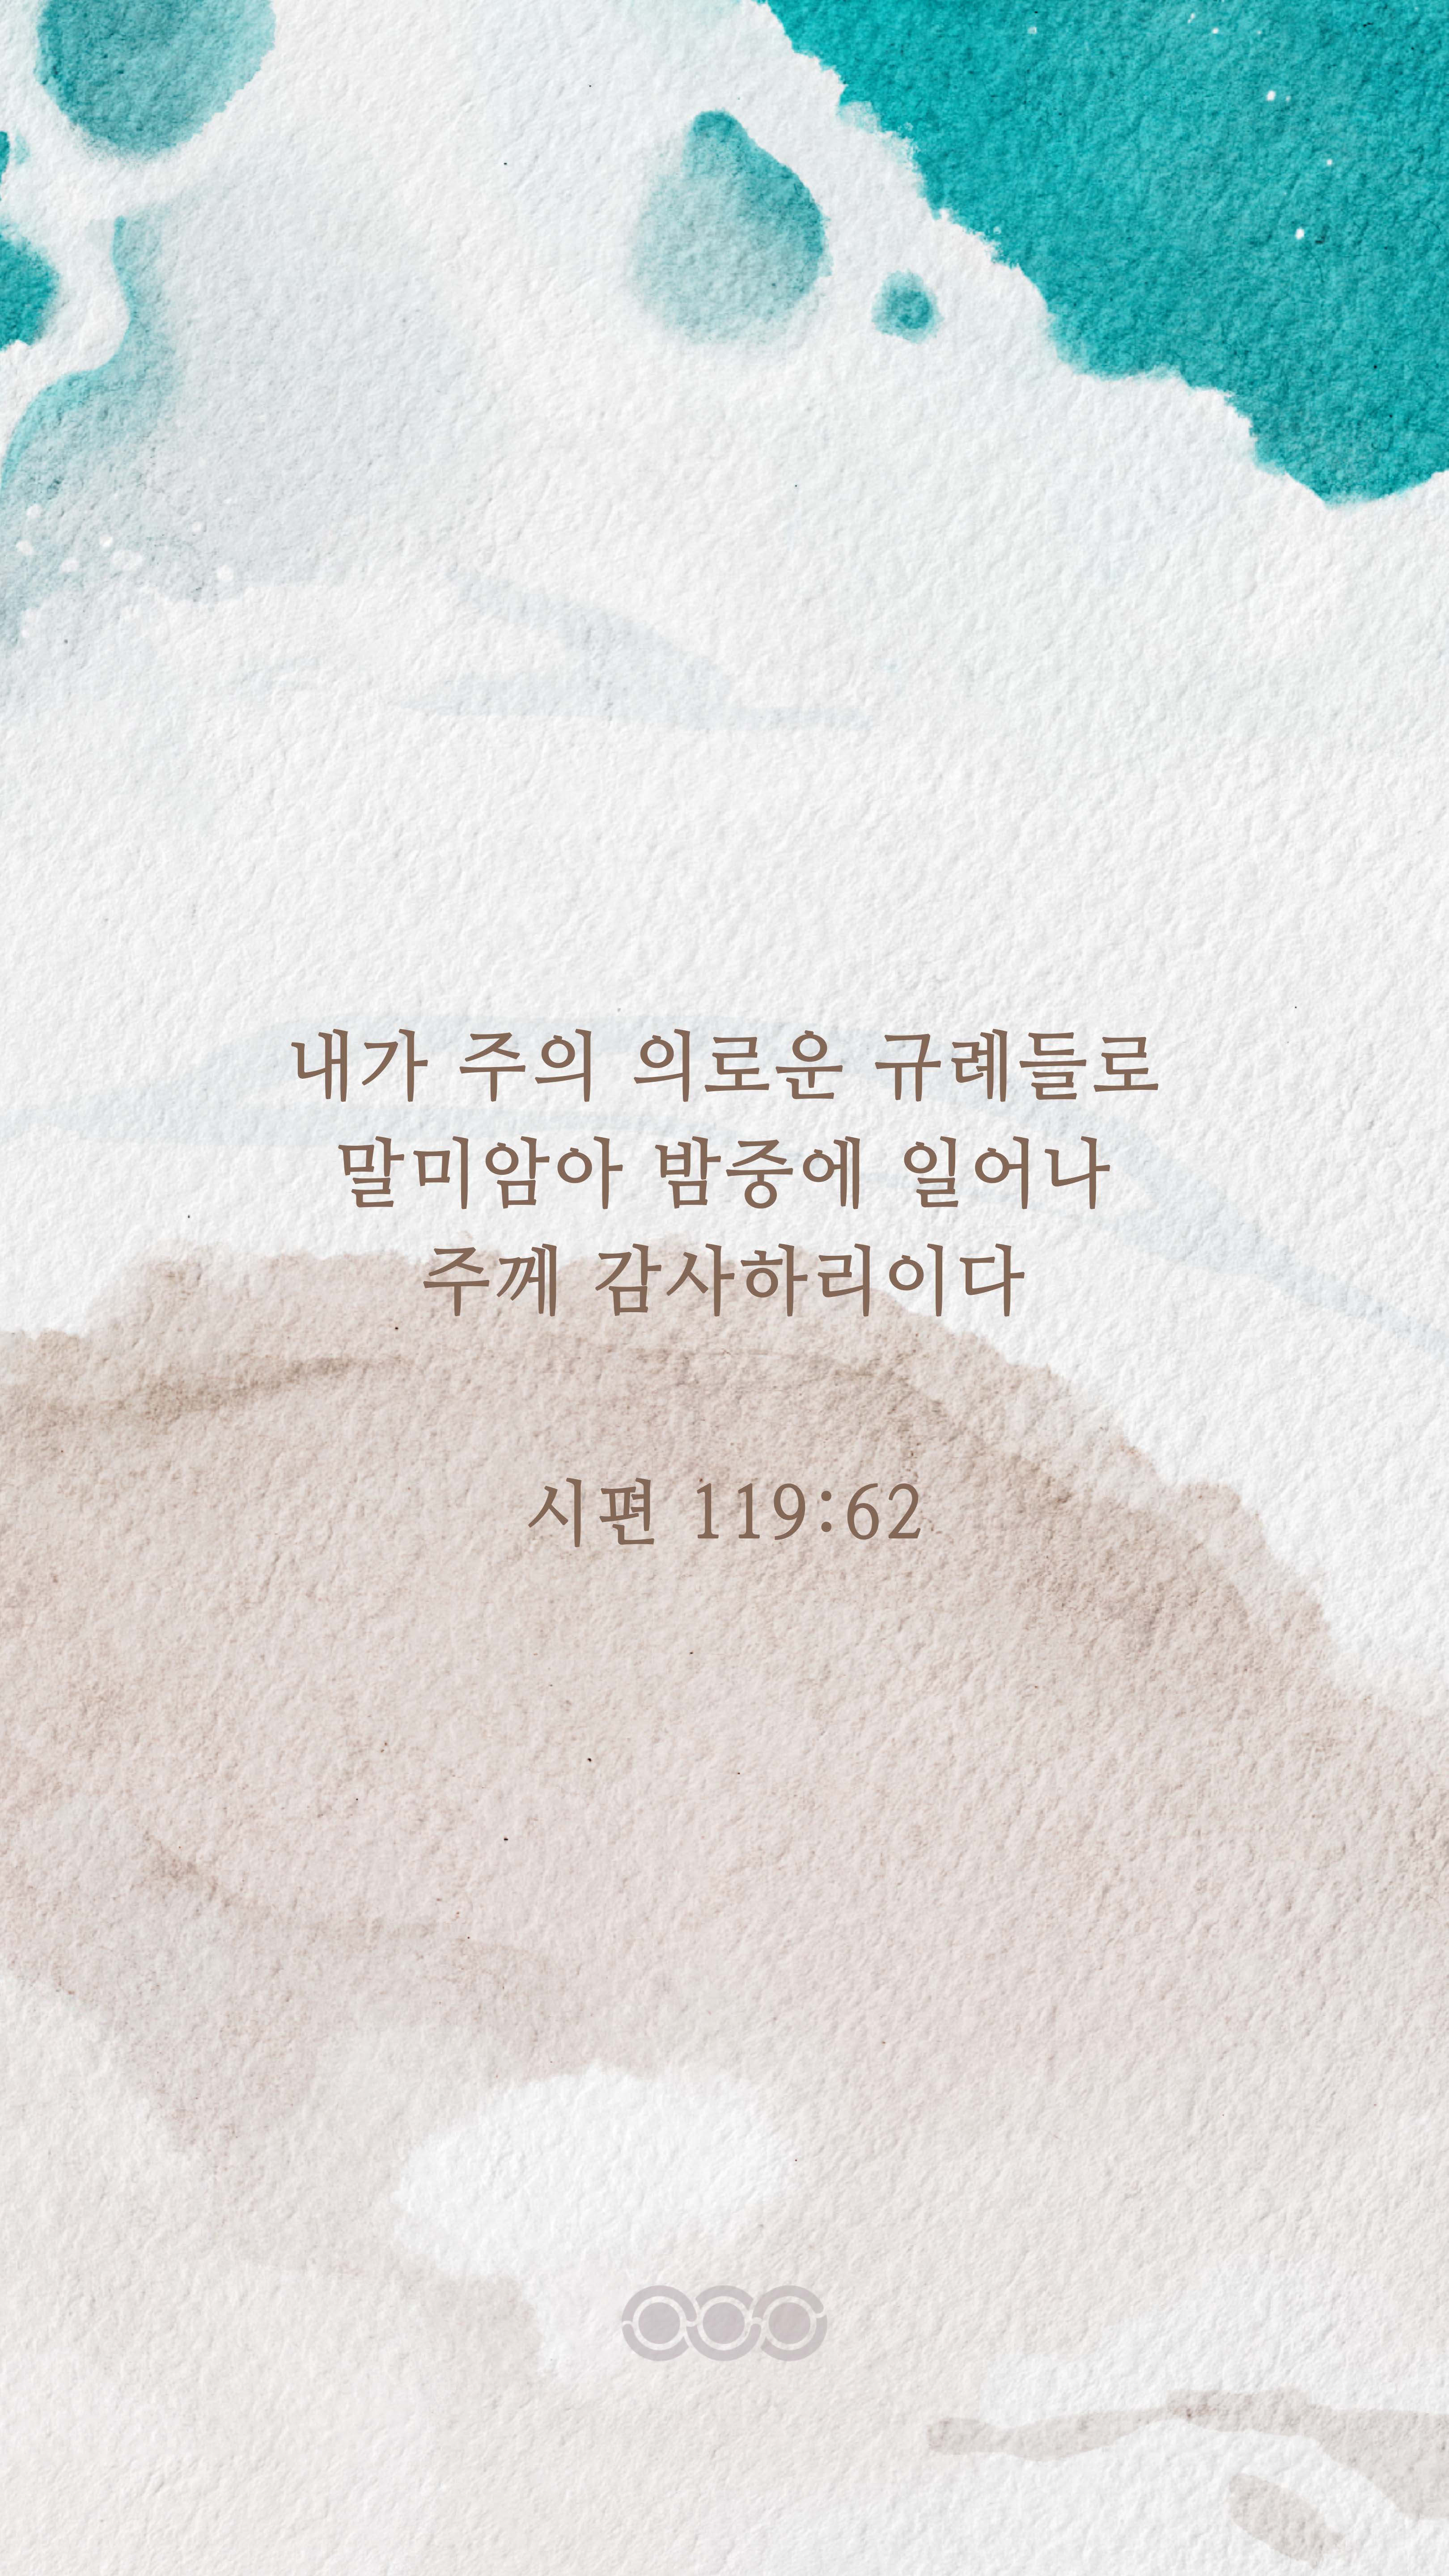 내가 주의 의로운 규례들로
말미암아 밤중에 일어나
주께 감사하리이다
시편 119:62